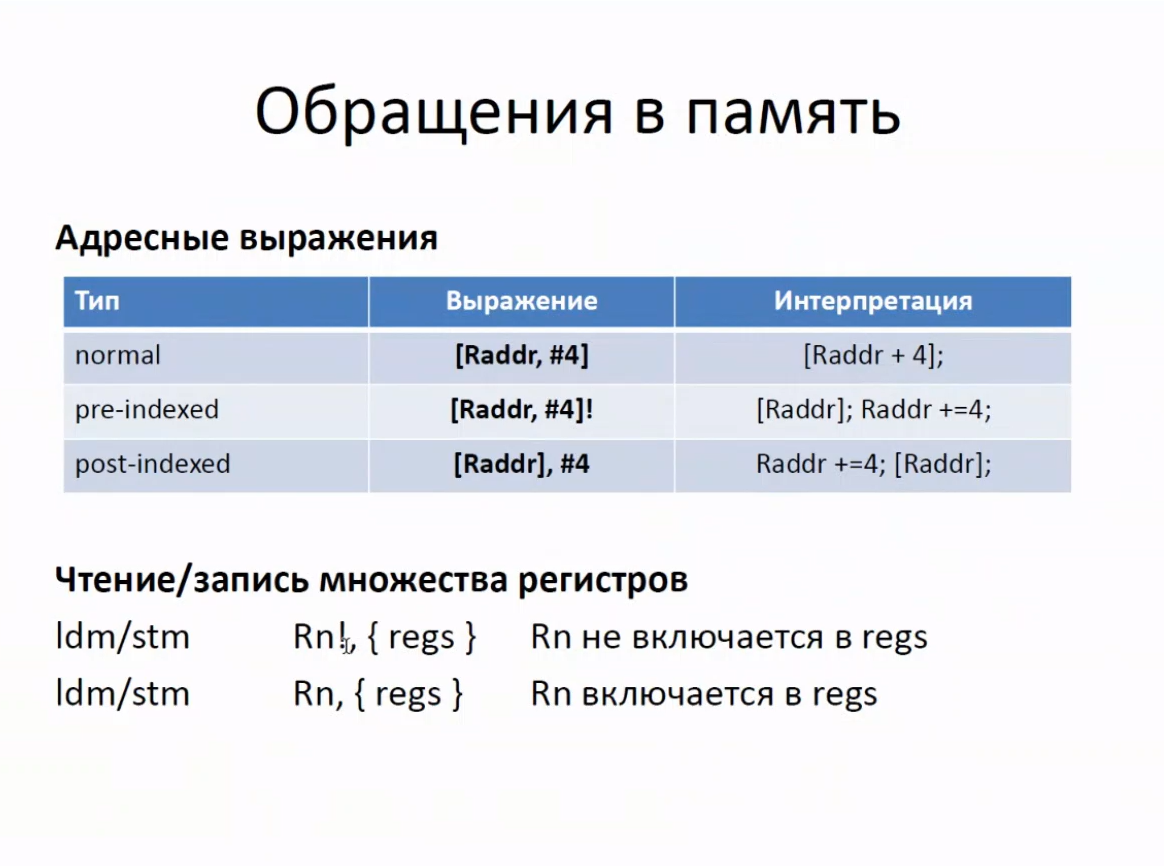 Обращения в память
Адресные выражения
Тип Выражение Интерпретация
normal [Raddr, #4] [Raddr + 4];
pre-indexed [Raddr, #4]! [Raddr]; Raddr +=4;
post-indexed [Raddr], #4 Raddr +=4; [Raddr];
Чтение/запись множества регистров
ldm/stm Rn!, { regs } Rn не включается в regs
ldm/stm Rn, { regs } Rn включается в regs